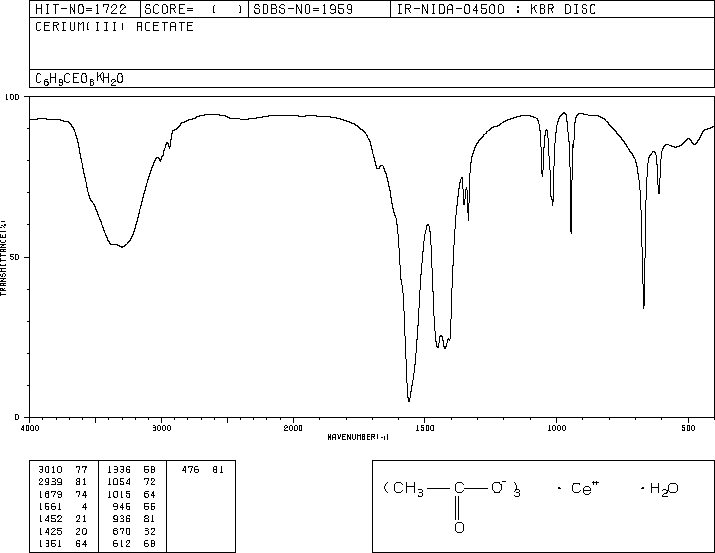 HIT-NO=1722 SCORE= ( ) SDBS-NO=1959 IR-NIDA-04500 : KBR DISC
CERIUM(III) ACETATE
C6H9CEO6KH2O
100
50
0
TRANSMITTANCE(%)
4000 3000 2000 1500 1000 500
WAVENUMBER(-1)
3010 77 1336 58 476 81
2939 81 1054 72
1679 74 1015 64
1561 4 946 55
1452 21 936 81
1425 20 670 32
1351 64 612 68
(CH3 C O-)3 · Ce · H2O
O